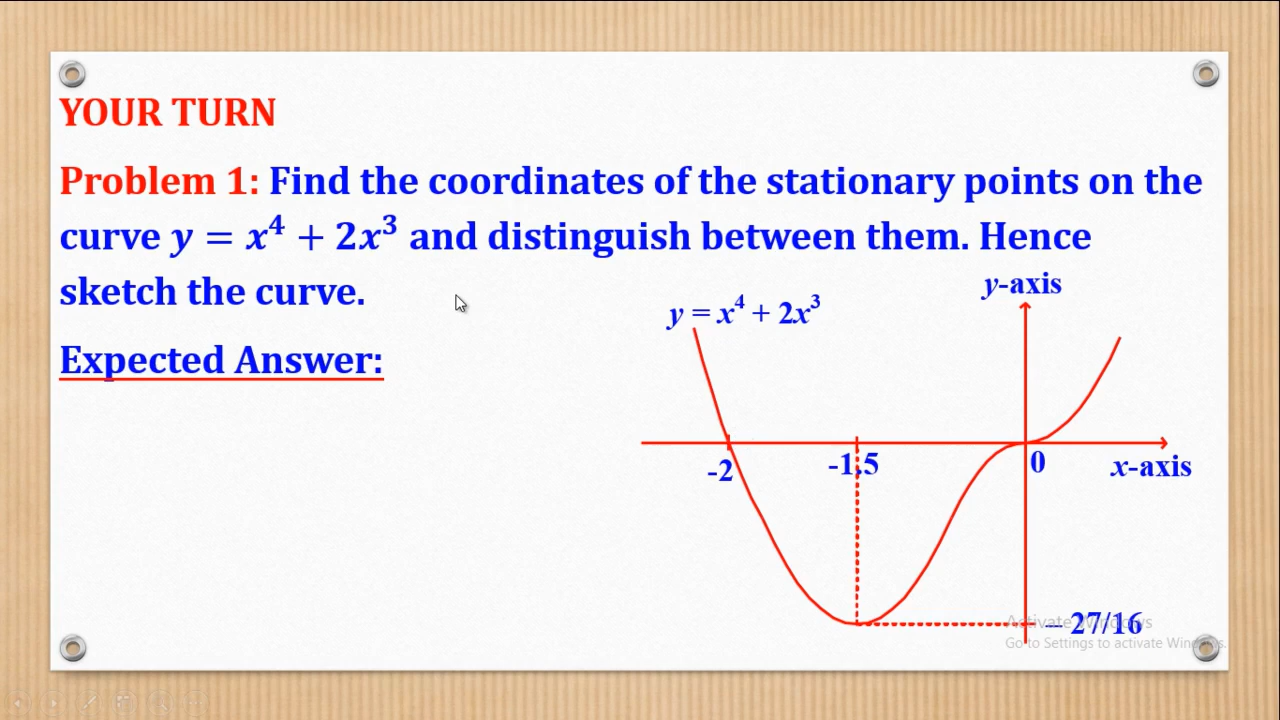 YOUR TURN
Problem 1: Find the coordinates of the stationary points on the
curve y = x⁴ + 2x³ and distinguish between them. Hence
sketch the curve.
Expected Answer:
y-axis
y = x⁴ + 2x³
-2
-1.5
0
x-axis
– 27/16
Activate Windows
Go to Settings to activate Windows.